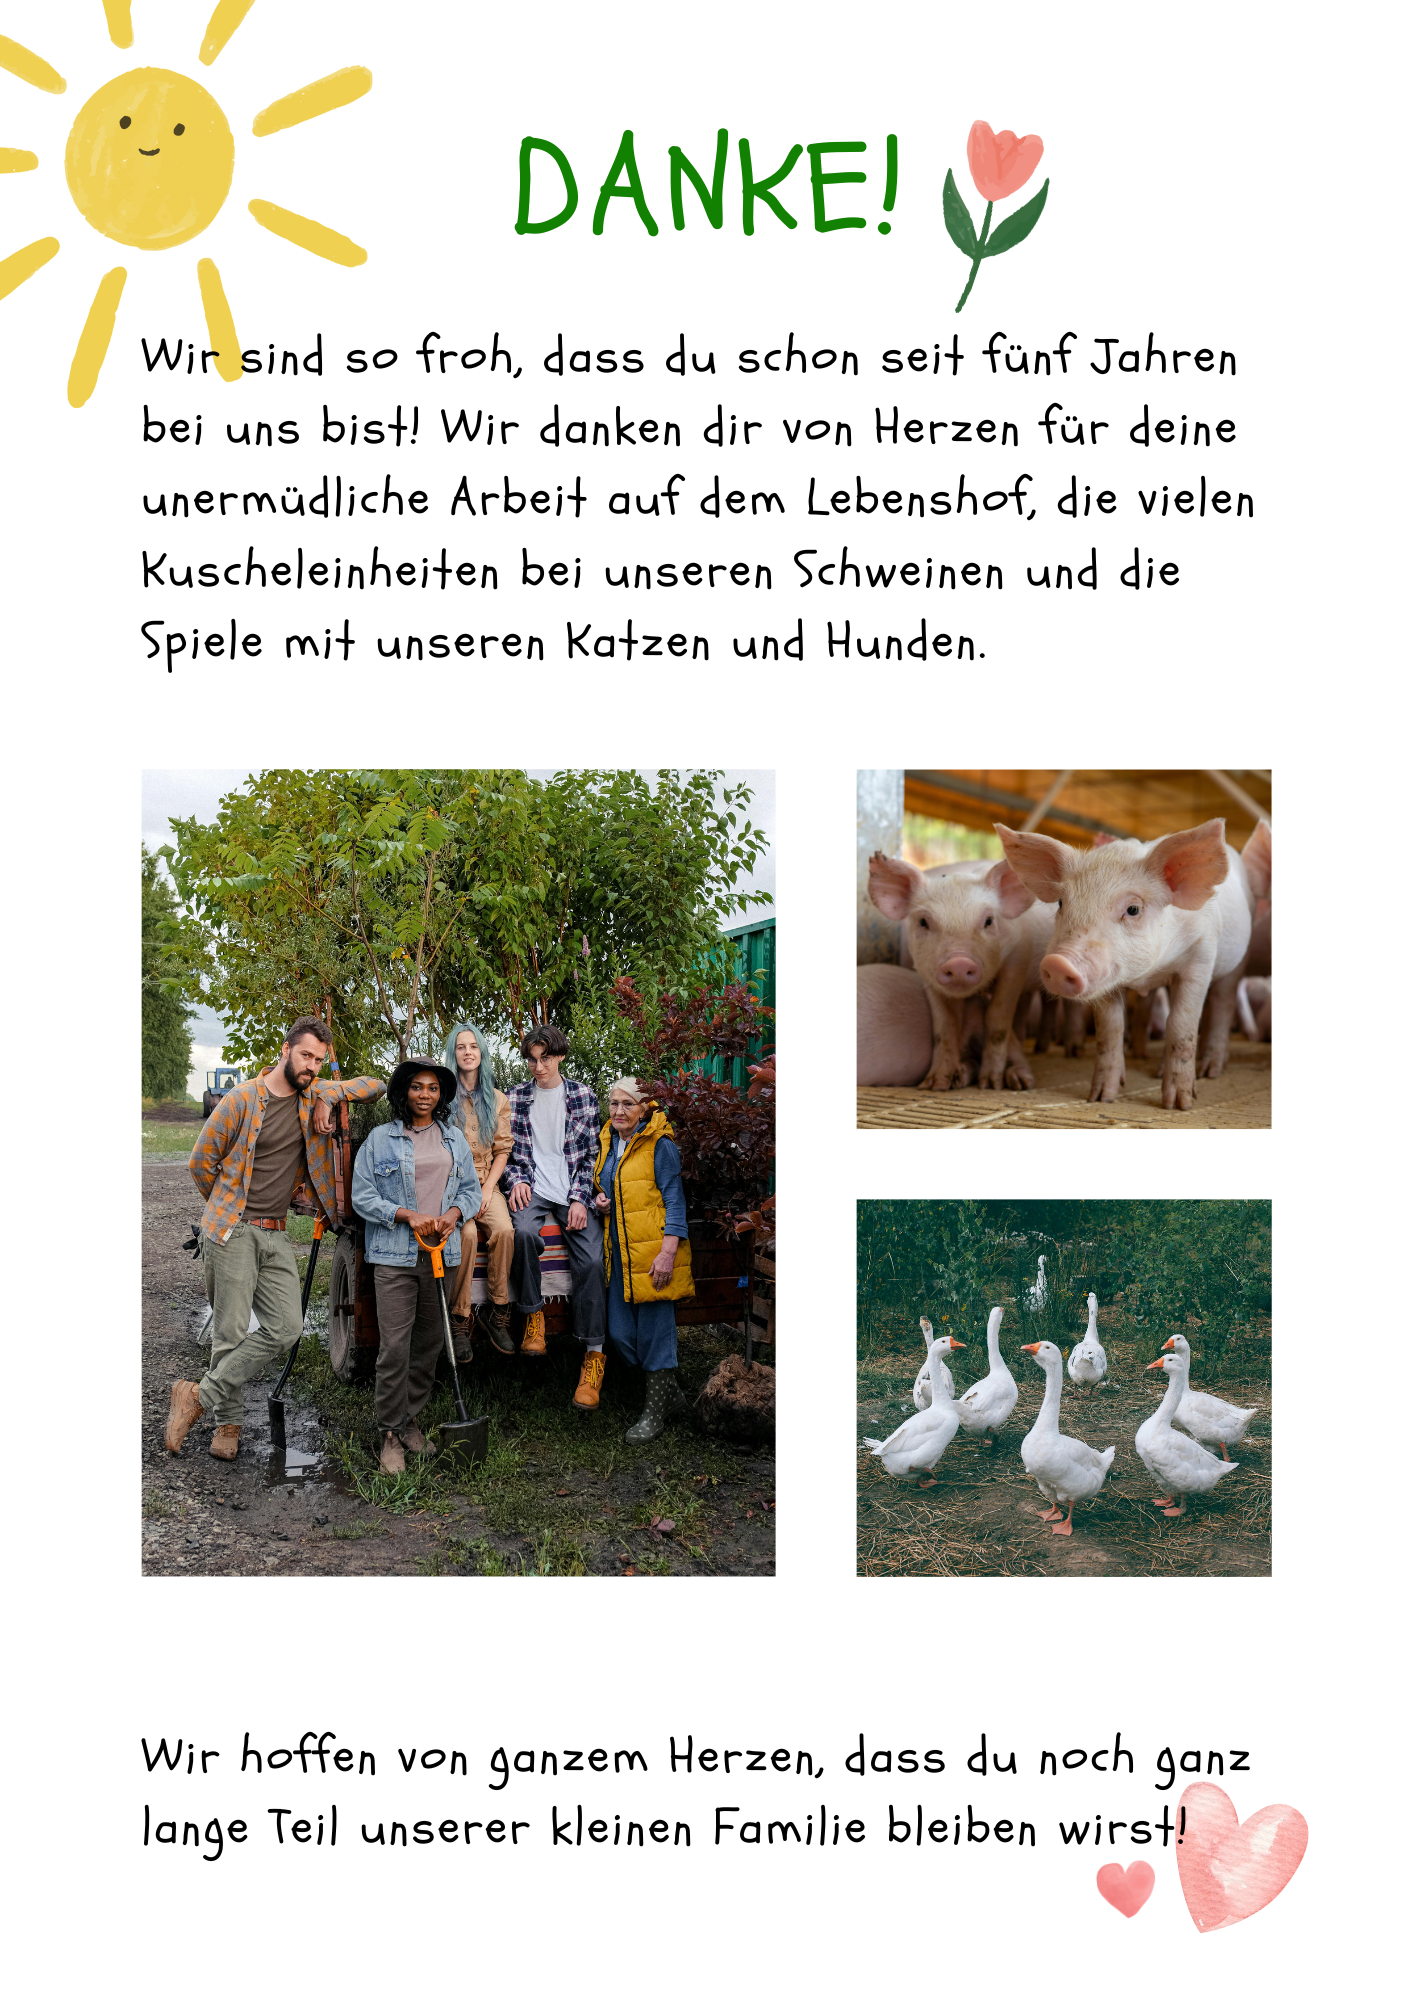 DANKE!
Wir sind so froh, dass du schon seit fünf Jahren
bei uns bist! Wir danken dir von Herzen für deine
unermüdliche Arbeit auf dem Lebenshof, die vielen
Kuscheleinheiten bei unseren Schweinen und die
Spiele mit unseren Katzen und Hunden.
Wir hoffen von ganzem Herzen, dass du noch ganz
lange Teil unserer kleinen Familie bleiben wirst!